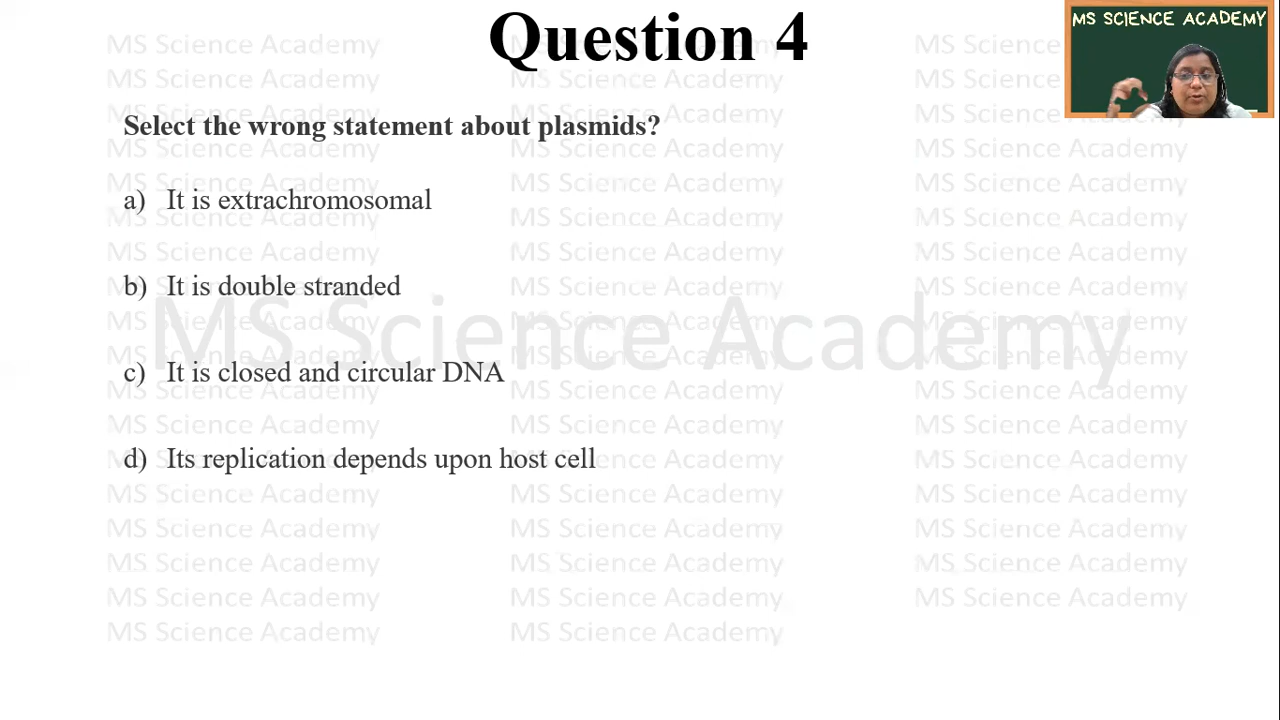 Question 4
MS SCIENCE ACADEMY
Select the wrong statement about plasmids?
a) It is extrachromosomal
b) It is double stranded
c) It is closed and circular DNA
d) Its replication depends upon host cell
MS Science Academy